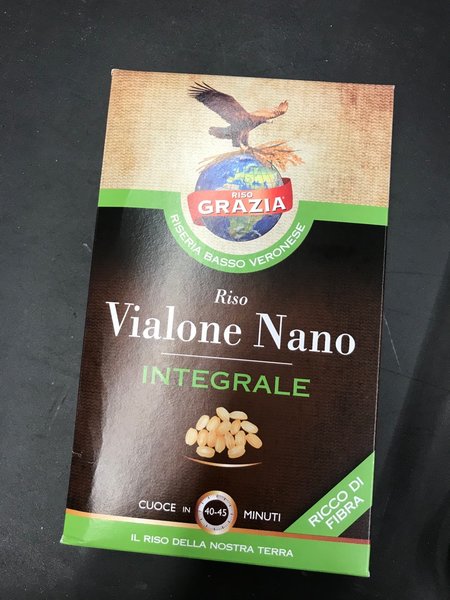 RISO
GRAZIA
RISERIA BASSO VERONESE
Riso
Vialone Nano
INTEGRALE
CUOCE IN 40-45 MINUTI
RICCO DI
FIBRA
IL RISO DELLA NOSTRA TERRA